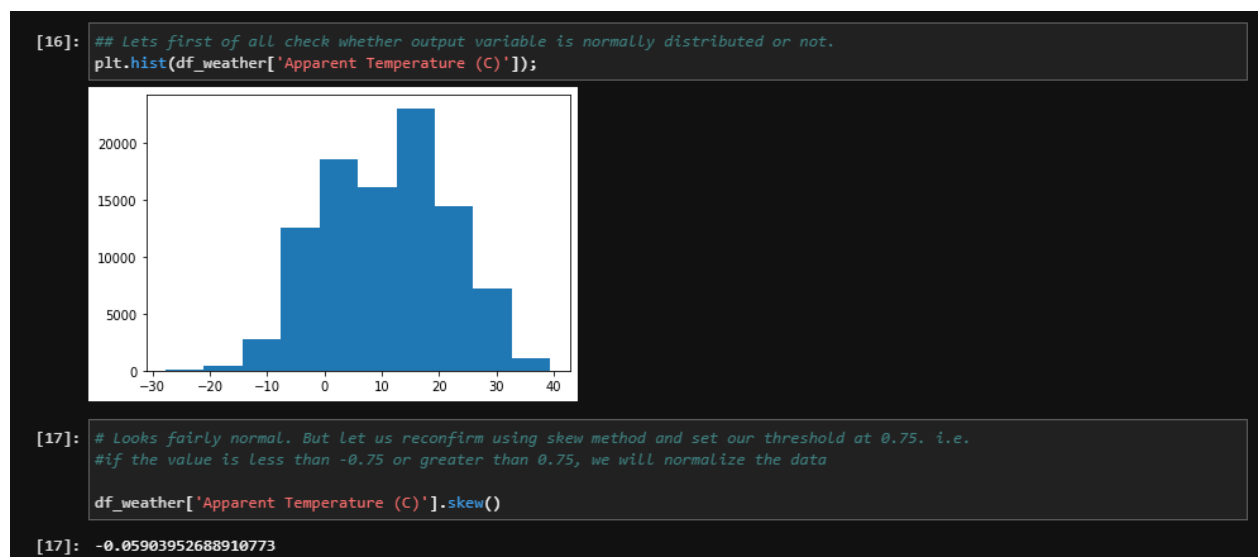 [16]: ## Lets first of all check whether output variable is normally distributed or not.
plt.hist(df_weather['Apparent Temperature (C)']);
20000
15000
10000
5000
0
−30 −20 −10 0 10 20 30 40
[17]: # Looks fairly normal. But let us reconfirm using skew method and set our threshold at 0.75. i.e.
#if the value is less than -0.75 or greater than 0.75, we will normalize the data
df_weather['Apparent Temperature (C)'].skew()
[17]: -0.05903952688910773